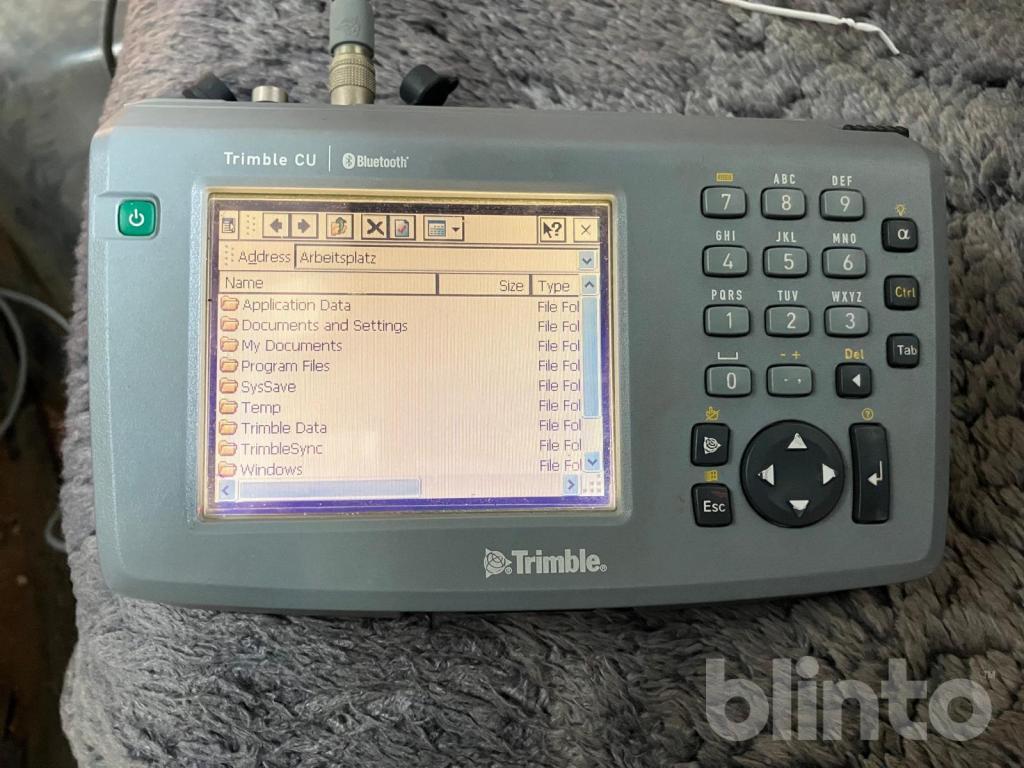 Trimble CU Bluetooth
Address Arbeitsplatz
Name Size Type
Application Data File Fol
Documents and Settings File Fol
My Documents File Fol
Program Files File Fol
SysSave File Fol
Temp File Fol
Trimble Data File Fol
TrimbleSync File Fol
Windows File Fol
ABC DEF
7 8 9
α
GHI JKL MNO
4 5 6
Ctrl
PQRS TUV WXYZ
1 2 3
Tab
- + Del
0 . ,
Esc
Trimble
blinto™